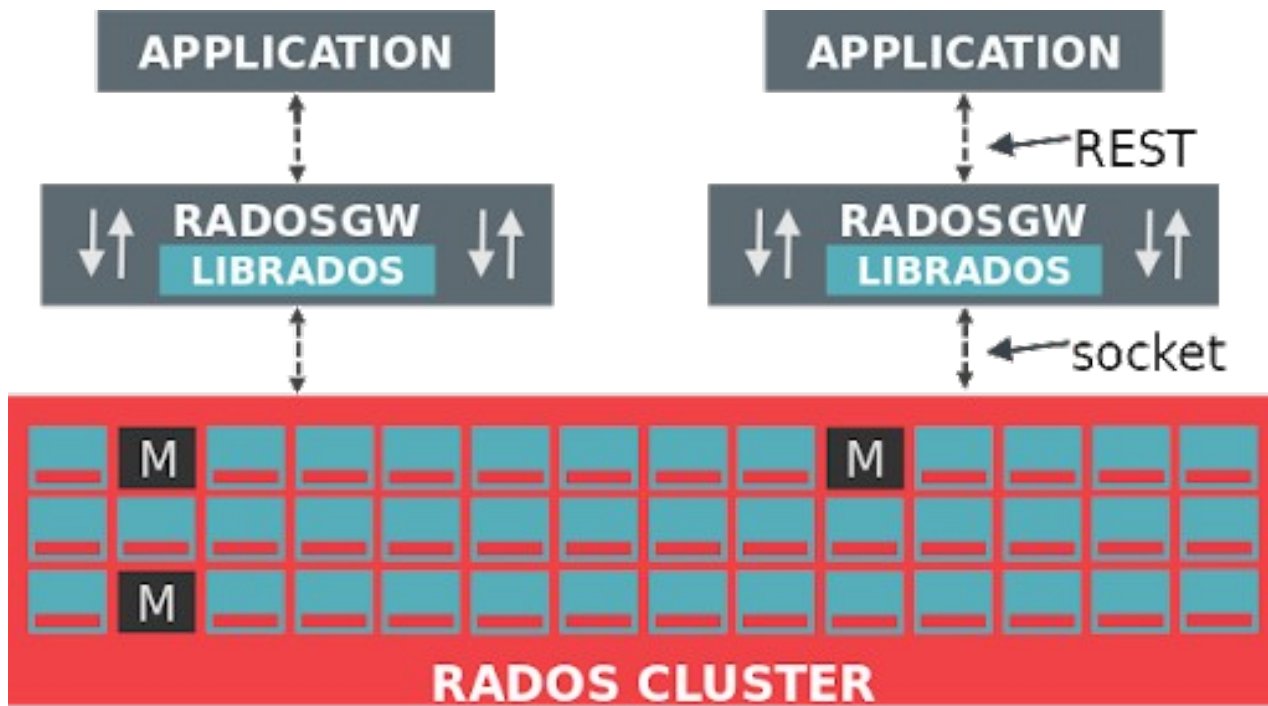 APPLICATION APPLICATION
REST
RADOSGW RADOSGW
LIBRADOS LIBRADOS
socket
M M
M
RADOS CLUSTER